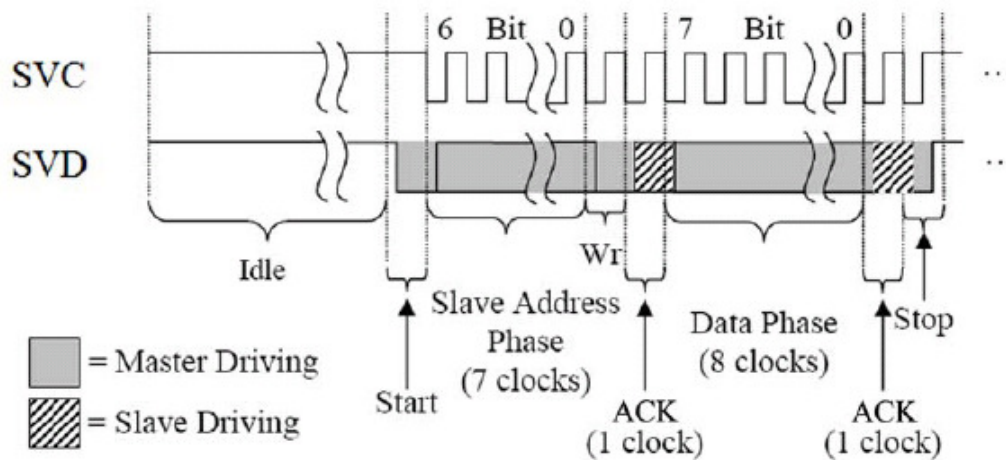 6 Bit 0 7 Bit 0
SVC ..
SVD ..
Idle
Wr
Slave Address
Phase
(7 clocks)
Data Phase
(8 clocks)
Stop
Start
ACK
(1 clock)
ACK
(1 clock)
= Master Driving
= Slave Driving